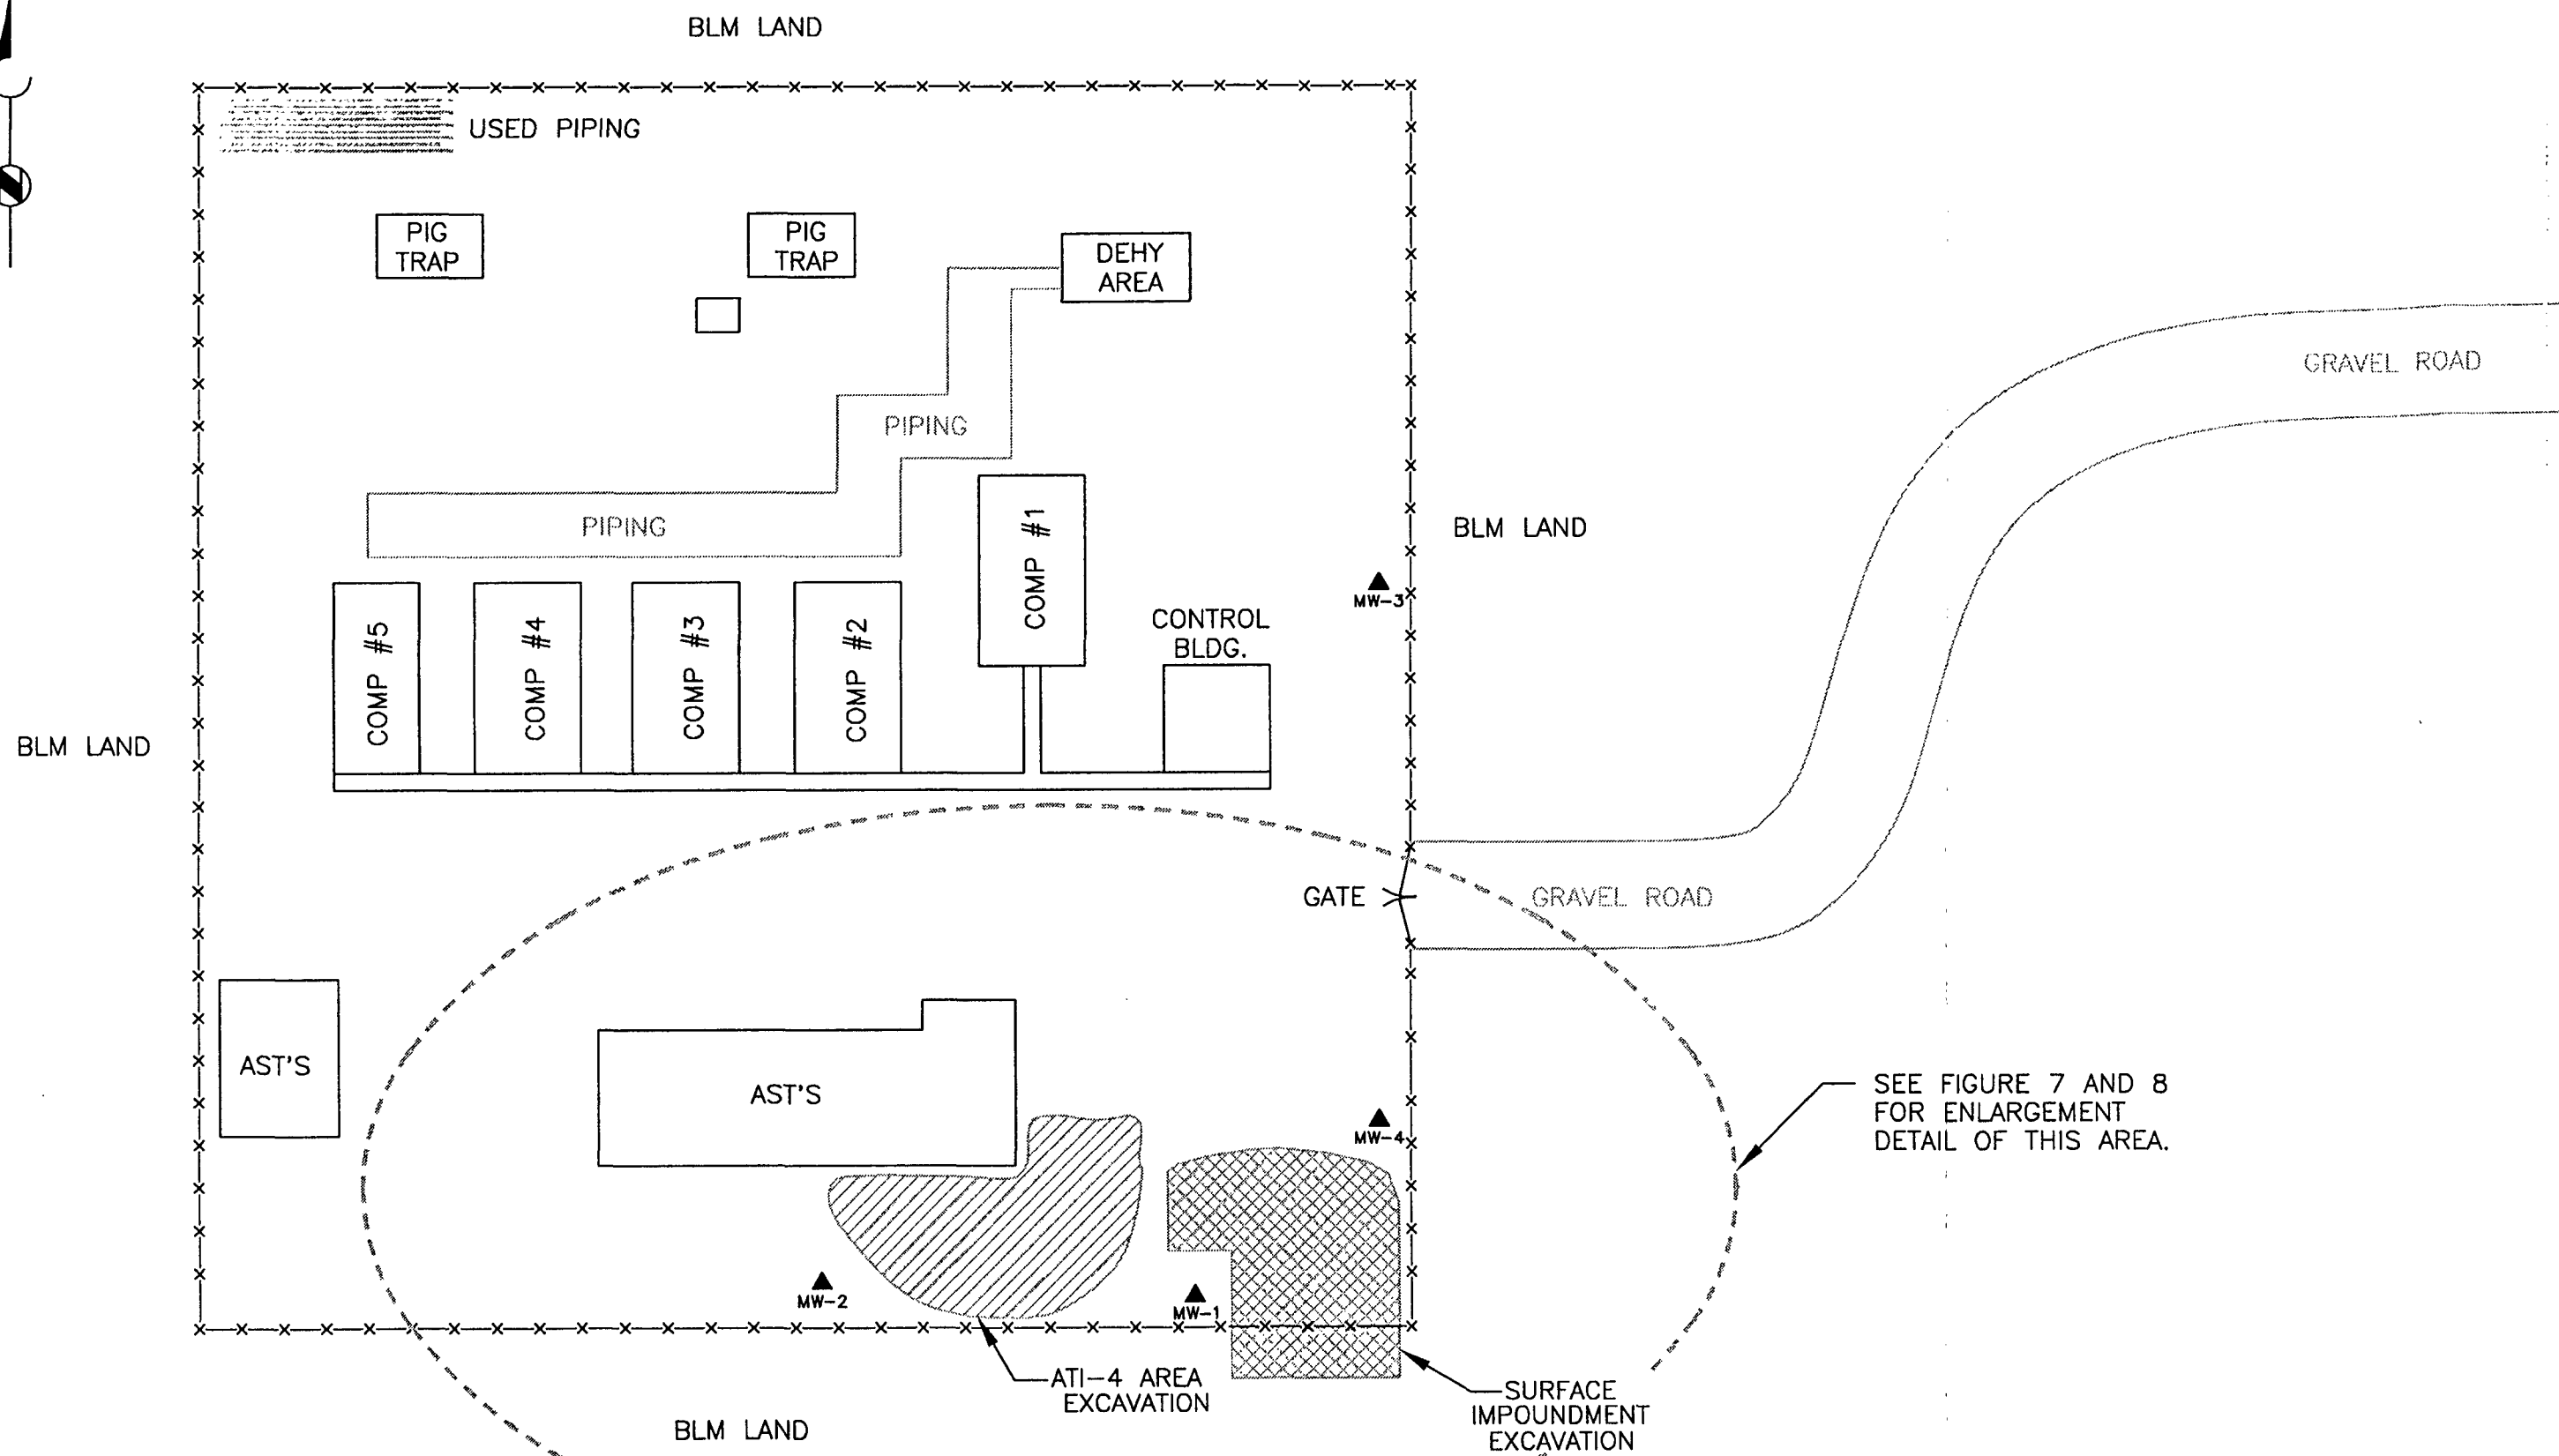 BLM LAND
USED PIPING
PIG
TRAP
PIG
TRAP
DEHY
AREA
GRAVEL ROAD
PIPING
PIPING
BLM LAND
COMP #1
MW-3
CONTROL
BLDG.
COMP #5
COMP #4
COMP #3
COMP #2
BLM LAND
GATE
GRAVEL ROAD
AST'S
AST'S
SEE FIGURE 7 AND 8
FOR ENLARGEMENT
DETAIL OF THIS AREA.
MW-4
MW-2
MW-1
ATI-4 AREA
EXCAVATION
SURFACE
IMPOUNDMENT
EXCAVATION
BLM LAND